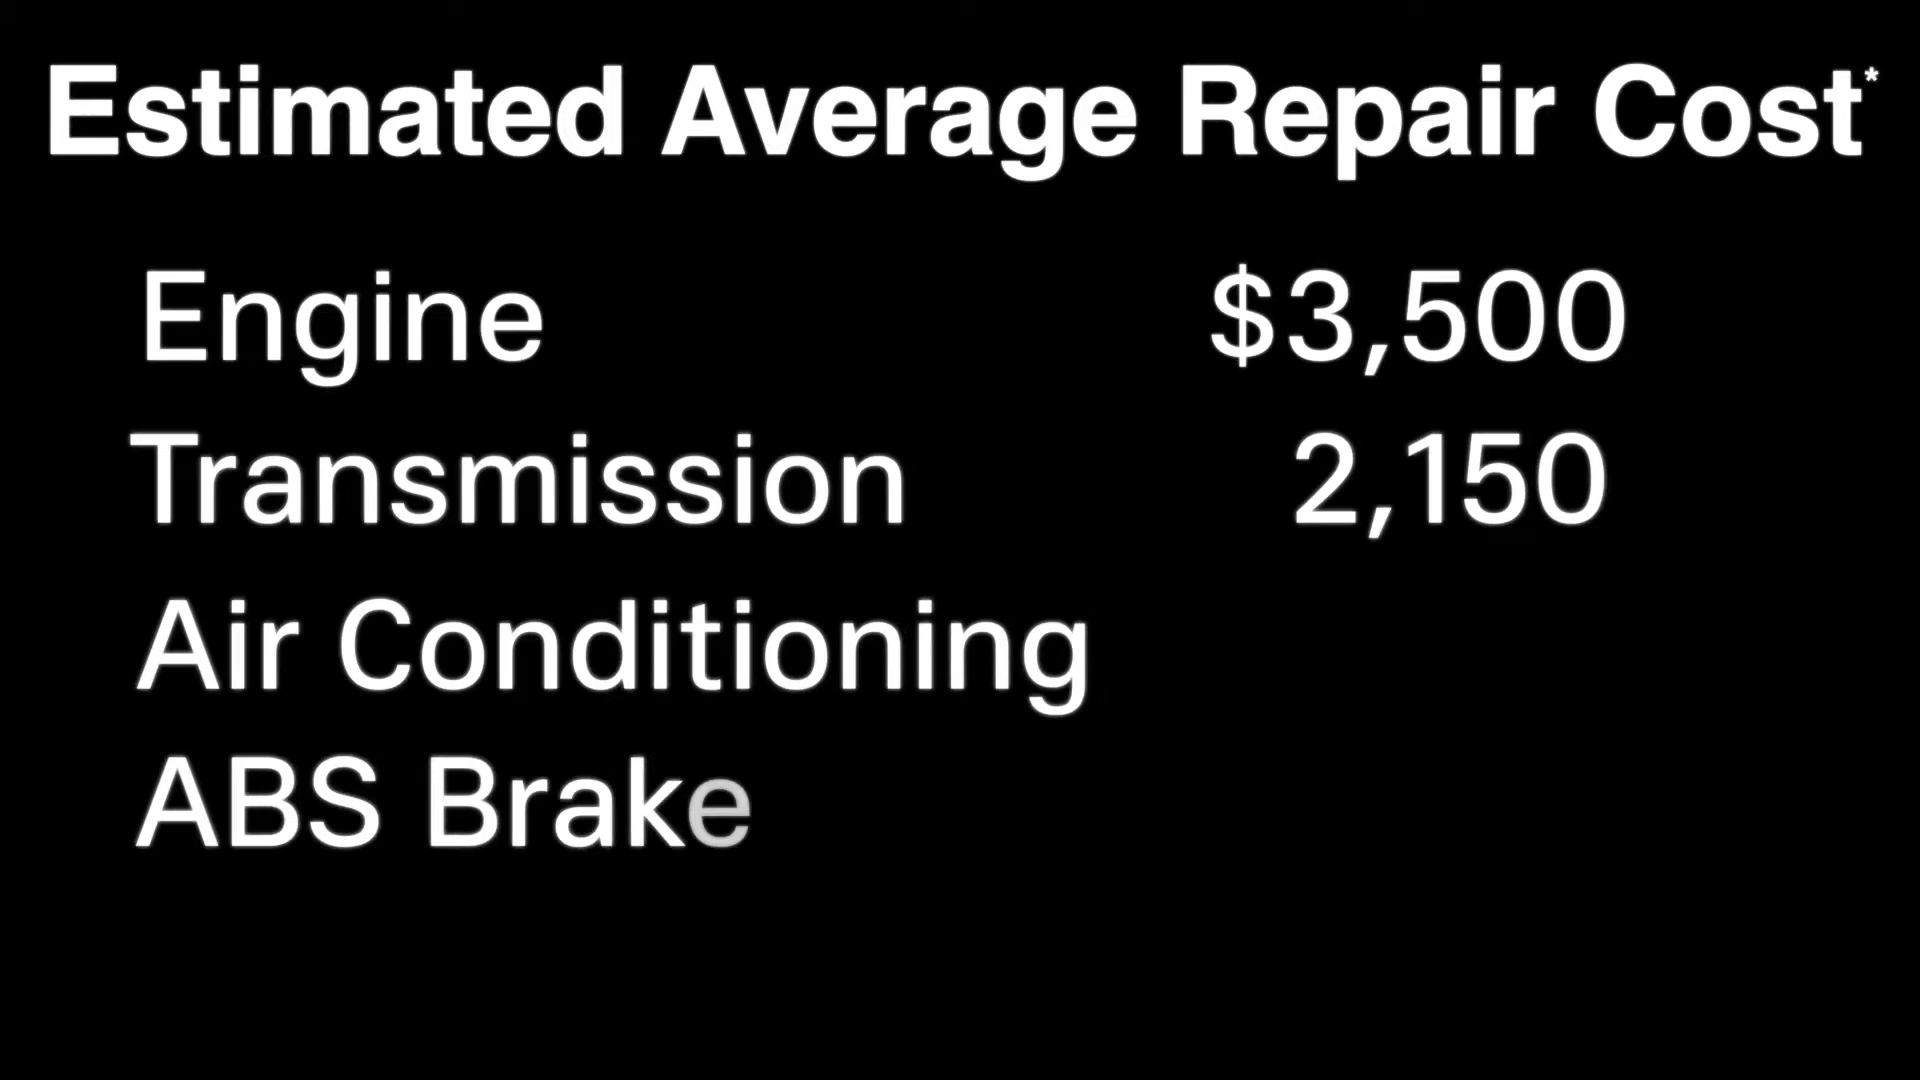 Estimated Average Repair Cost*
Engine $3,500
Transmission 2,150
Air Conditioning
ABS Brake